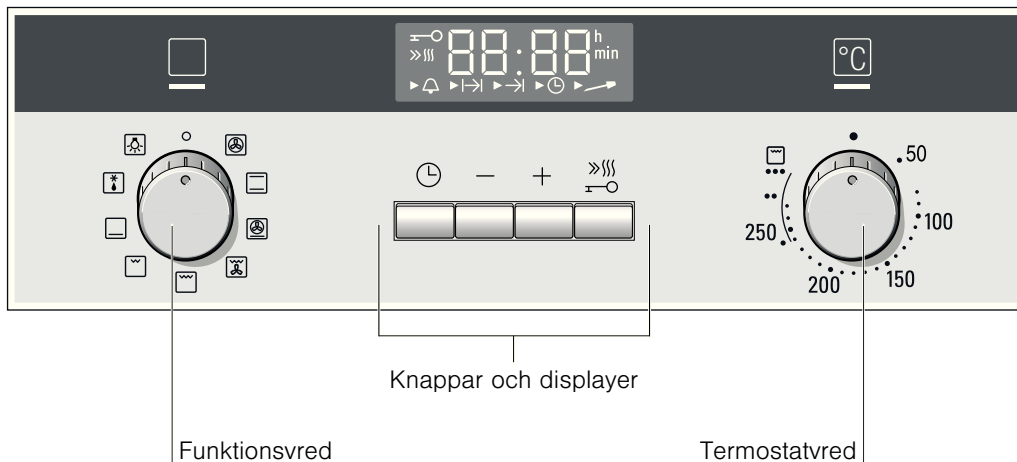 88:88 h
min
°C
− +
50
100
150
200
250
Knappar och displayer
Funktionsvred
Termostatvred